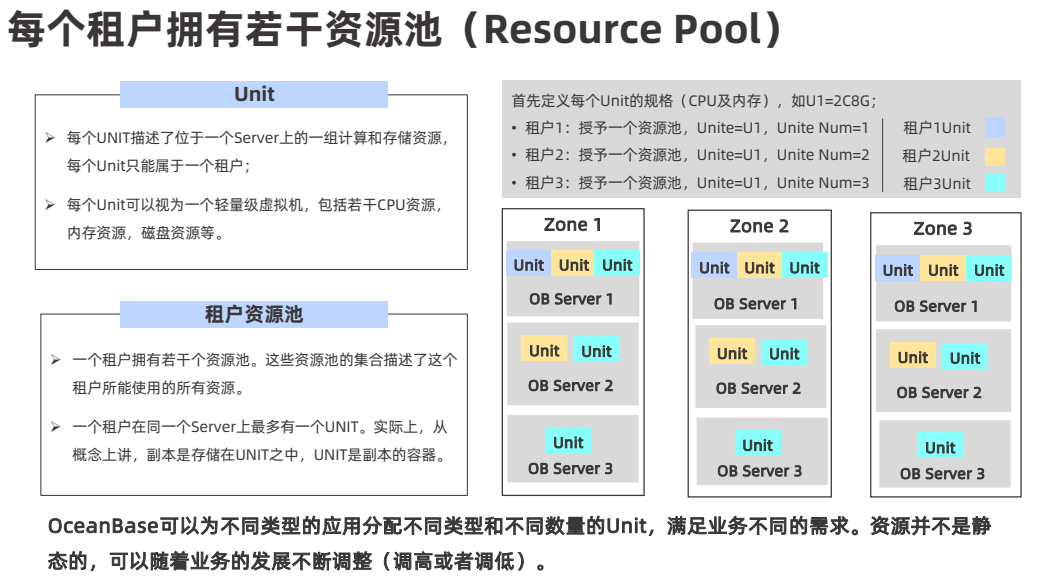 每个租户拥有若干资源池（Resource Pool）
Unit
➢ 每个UNIT描述了位于一个Server上的一组计算和存储资源，
每个Unit只能属于一个租户；
➢ 每个Unit可以视为一个轻量级虚拟机，包括若干CPU资源，
内存资源，磁盘资源等。
租户资源池
➢ 一个租户拥有若干个资源池。这些资源池的集合描述了这个
租户所能使用的所有资源。
➢ 一个租户在同一个Server上最多有一个UNIT。实际上，从
概念上讲，副本是存储在UNIT之中，UNIT是副本的容器。
首先定义每个Unit的规格（CPU及内存），如U1=2C8G；
• 租户1：授予一个资源池，Unite=U1，Unite Num=1
• 租户2：授予一个资源池，Unite=U1，Unite Num=2
• 租户3：授予一个资源池，Unite=U1，Unite Num=3
租户1Unit
租户2Unit
租户3Unit
Zone 1
Unit Unit Unit
OB Server 1
Unit Unit
OB Server 2
Unit
OB Server 3
Zone 2
Unit Unit Unit
OB Server 1
Unit Unit
OB Server 2
Unit
OB Server 3
Zone 3
Unit Unit Unit
OB Server 1
Unit Unit
OB Server 2
Unit
OB Server 3
OceanBase可以为不同类型的应用分配不同类型和不同数量的Unit，满足业务不同的需求。资源并不是静
态的，可以随着业务的发展不断调整（调高或者调低）。